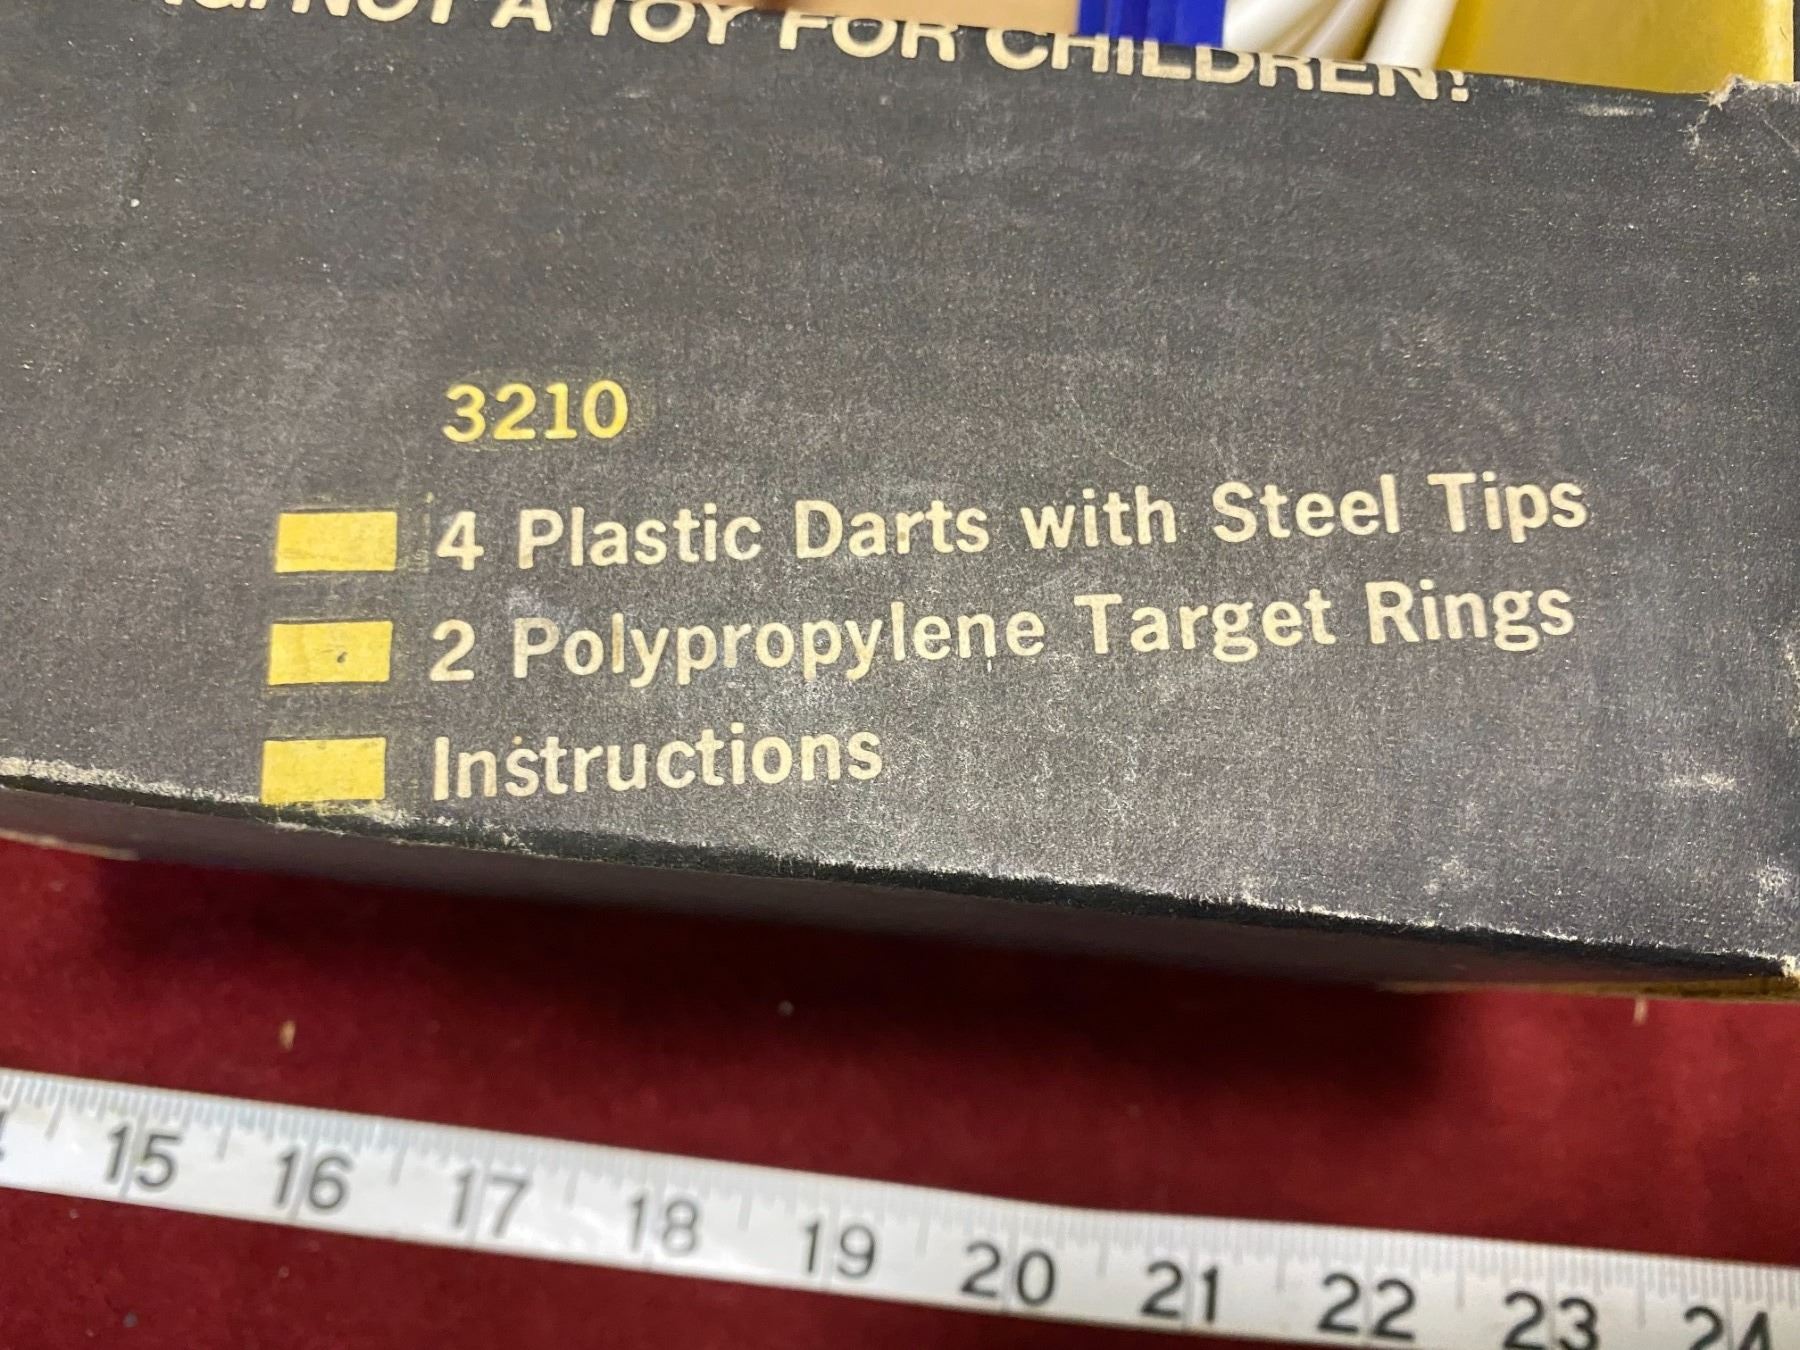 NOT A TOY FOR CHILDREN!
3210
4 Plastic Darts with Steel Tips
2 Polypropylene Target Rings
Instructions
15 16 17 18 19 20 21 22 23 24